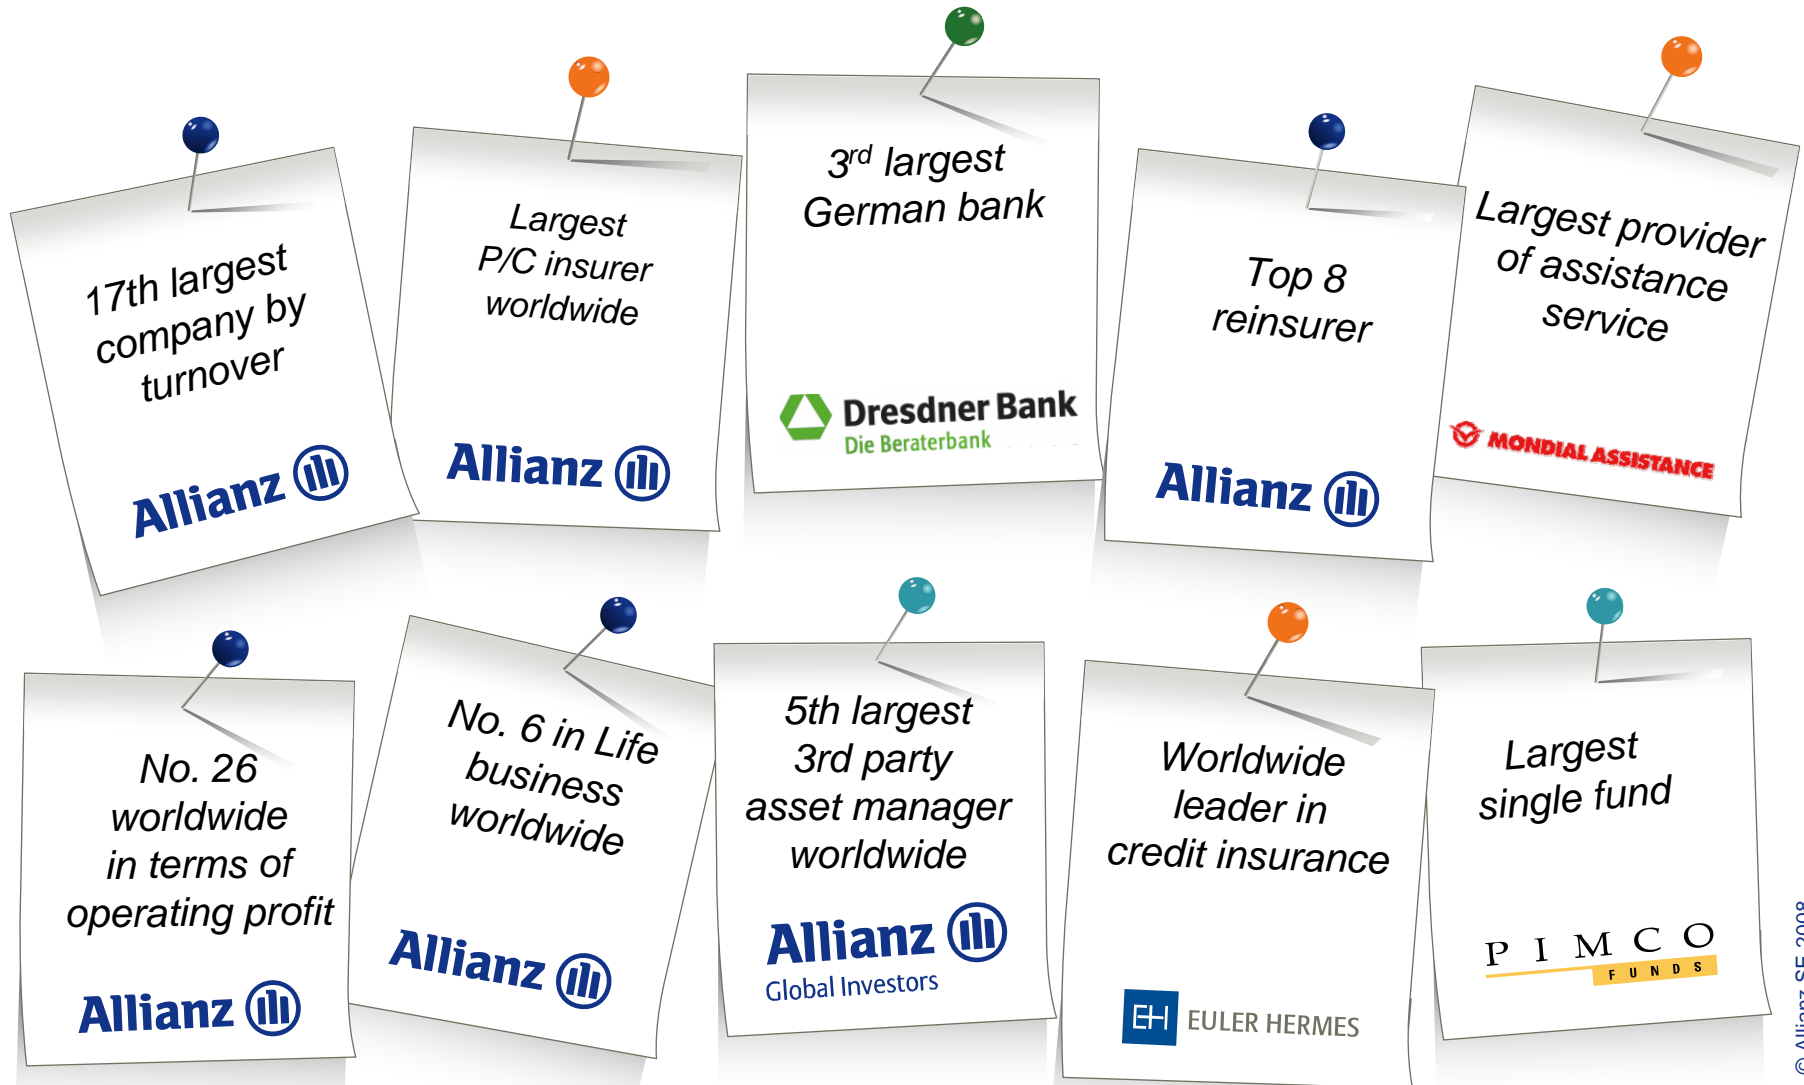 17th largest
company by
turnover
Allianz
Largest
P/C insurer
worldwide
Allianz
3rd largest
German bank
Dresdner Bank
Die Beraterbank
Top 8
reinsurer
Allianz
Largest provider
of assistance
service
MONDIAL ASSISTANCE
No. 26
worldwide
in terms of
operating profit
Allianz
No. 6 in Life
business
worldwide
Allianz
5th largest
3rd party
asset manager
worldwide
Allianz
Global Investors
Worldwide
leader in
credit insurance
EH EULER HERMES
Largest
single fund
PIMCO
FUNDS
© Allianz SE 2008